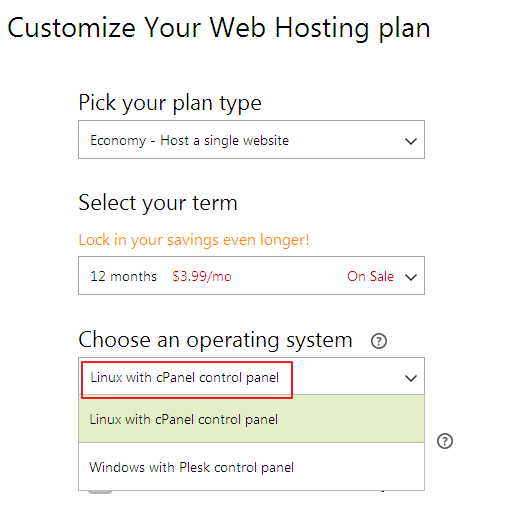 Customize Your Web Hosting plan
Pick your plan type
Economy - Host a single website
Select your term
Lock in your savings even longer!
12 months $3.99/mo On Sale
Choose an operating system ?
Linux with cPanel control panel
Linux with cPanel control panel
?
Windows with Plesk control panel